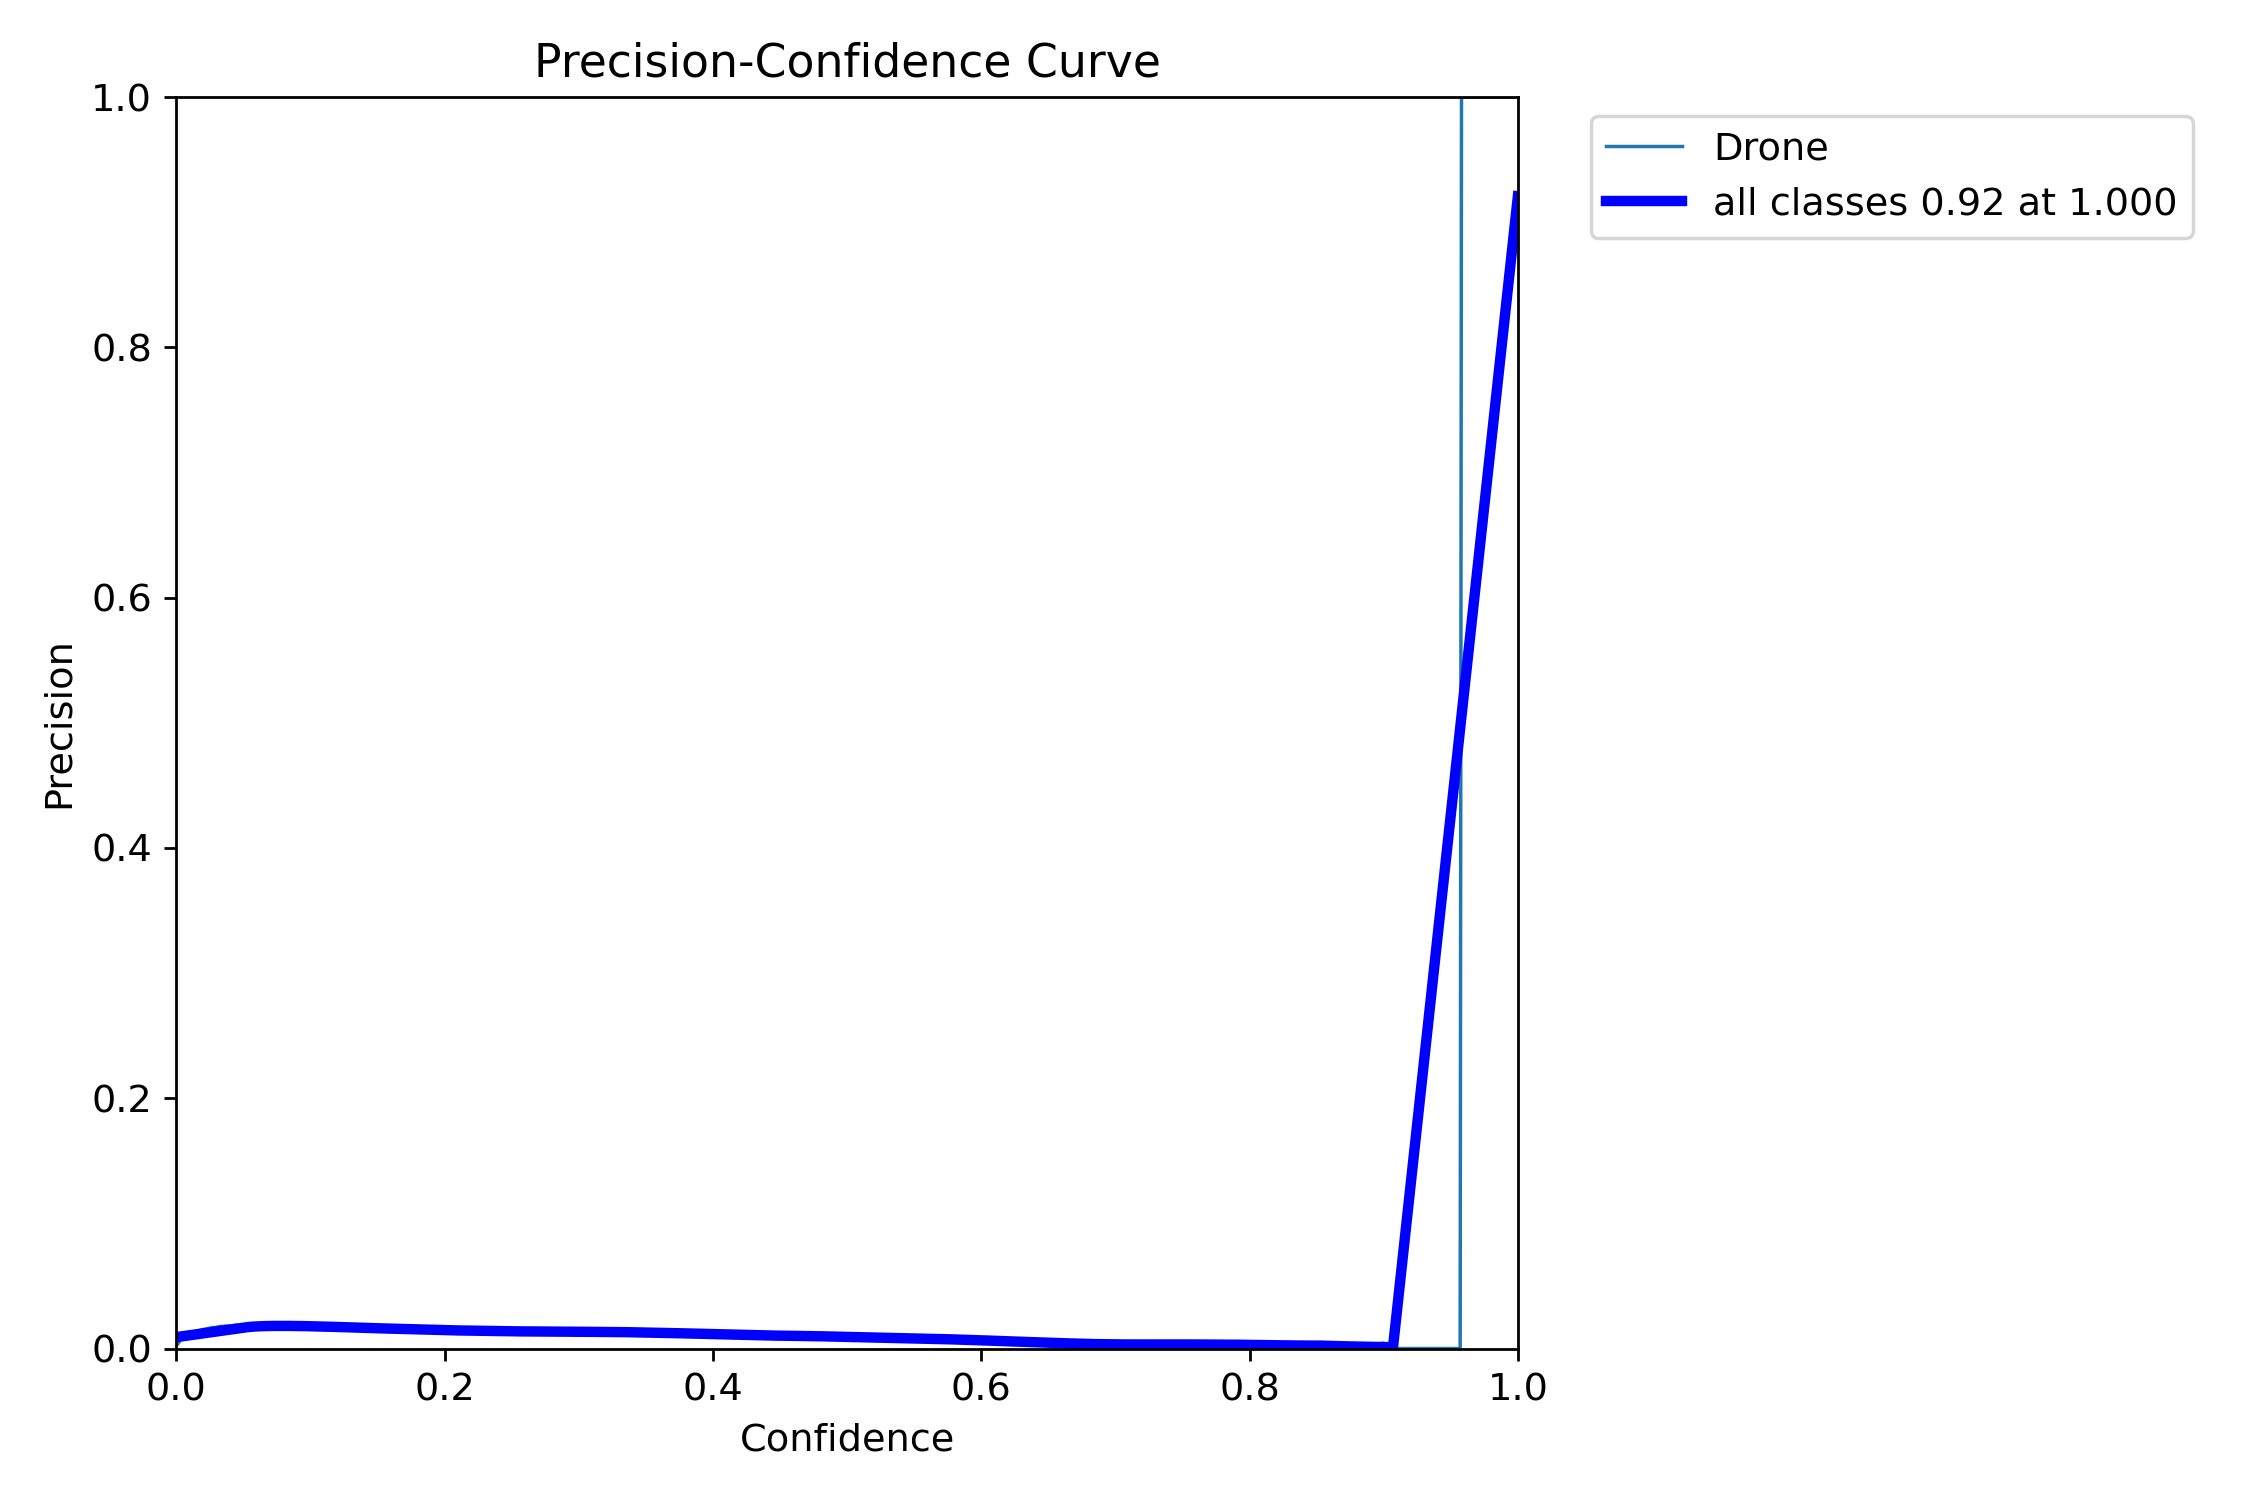 Precision-Confidence Curve
1.0
0.8
0.6
0.4
0.2
0.0
Precision
0.0 0.2 0.4 0.6 0.8 1.0
Confidence
Drone
all classes 0.92 at 1.000